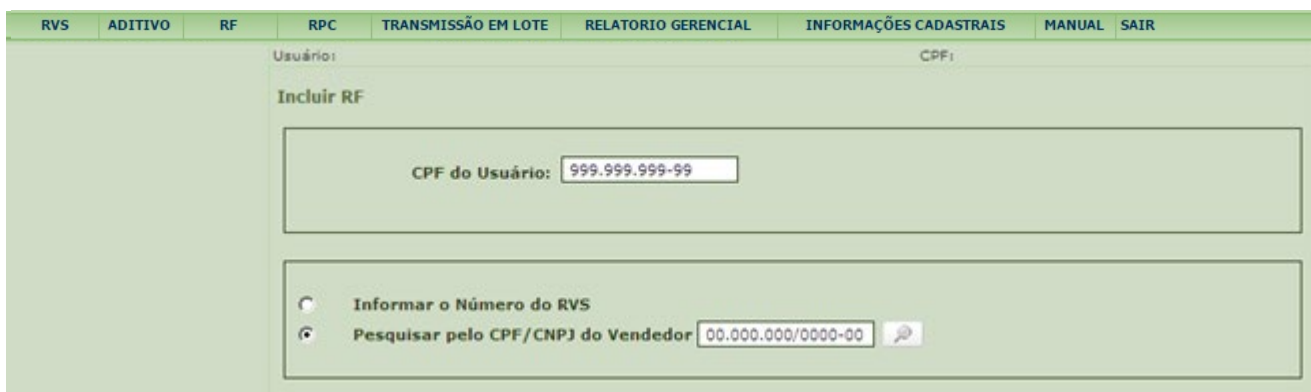 RVS ADITIVO RF RPC TRANSMISSÃO EM LOTE RELATORIO GERENCIAL INFORMAÇÕES CADASTRAIS MANUAL SAIR
Usuário: CPF:
Incluir RF
CPF do Usuário: 999.999.999-99
Informar o Número do RVS
Pesquisar pelo CPF/CNPJ do Vendedor 00.000.000/0000-00